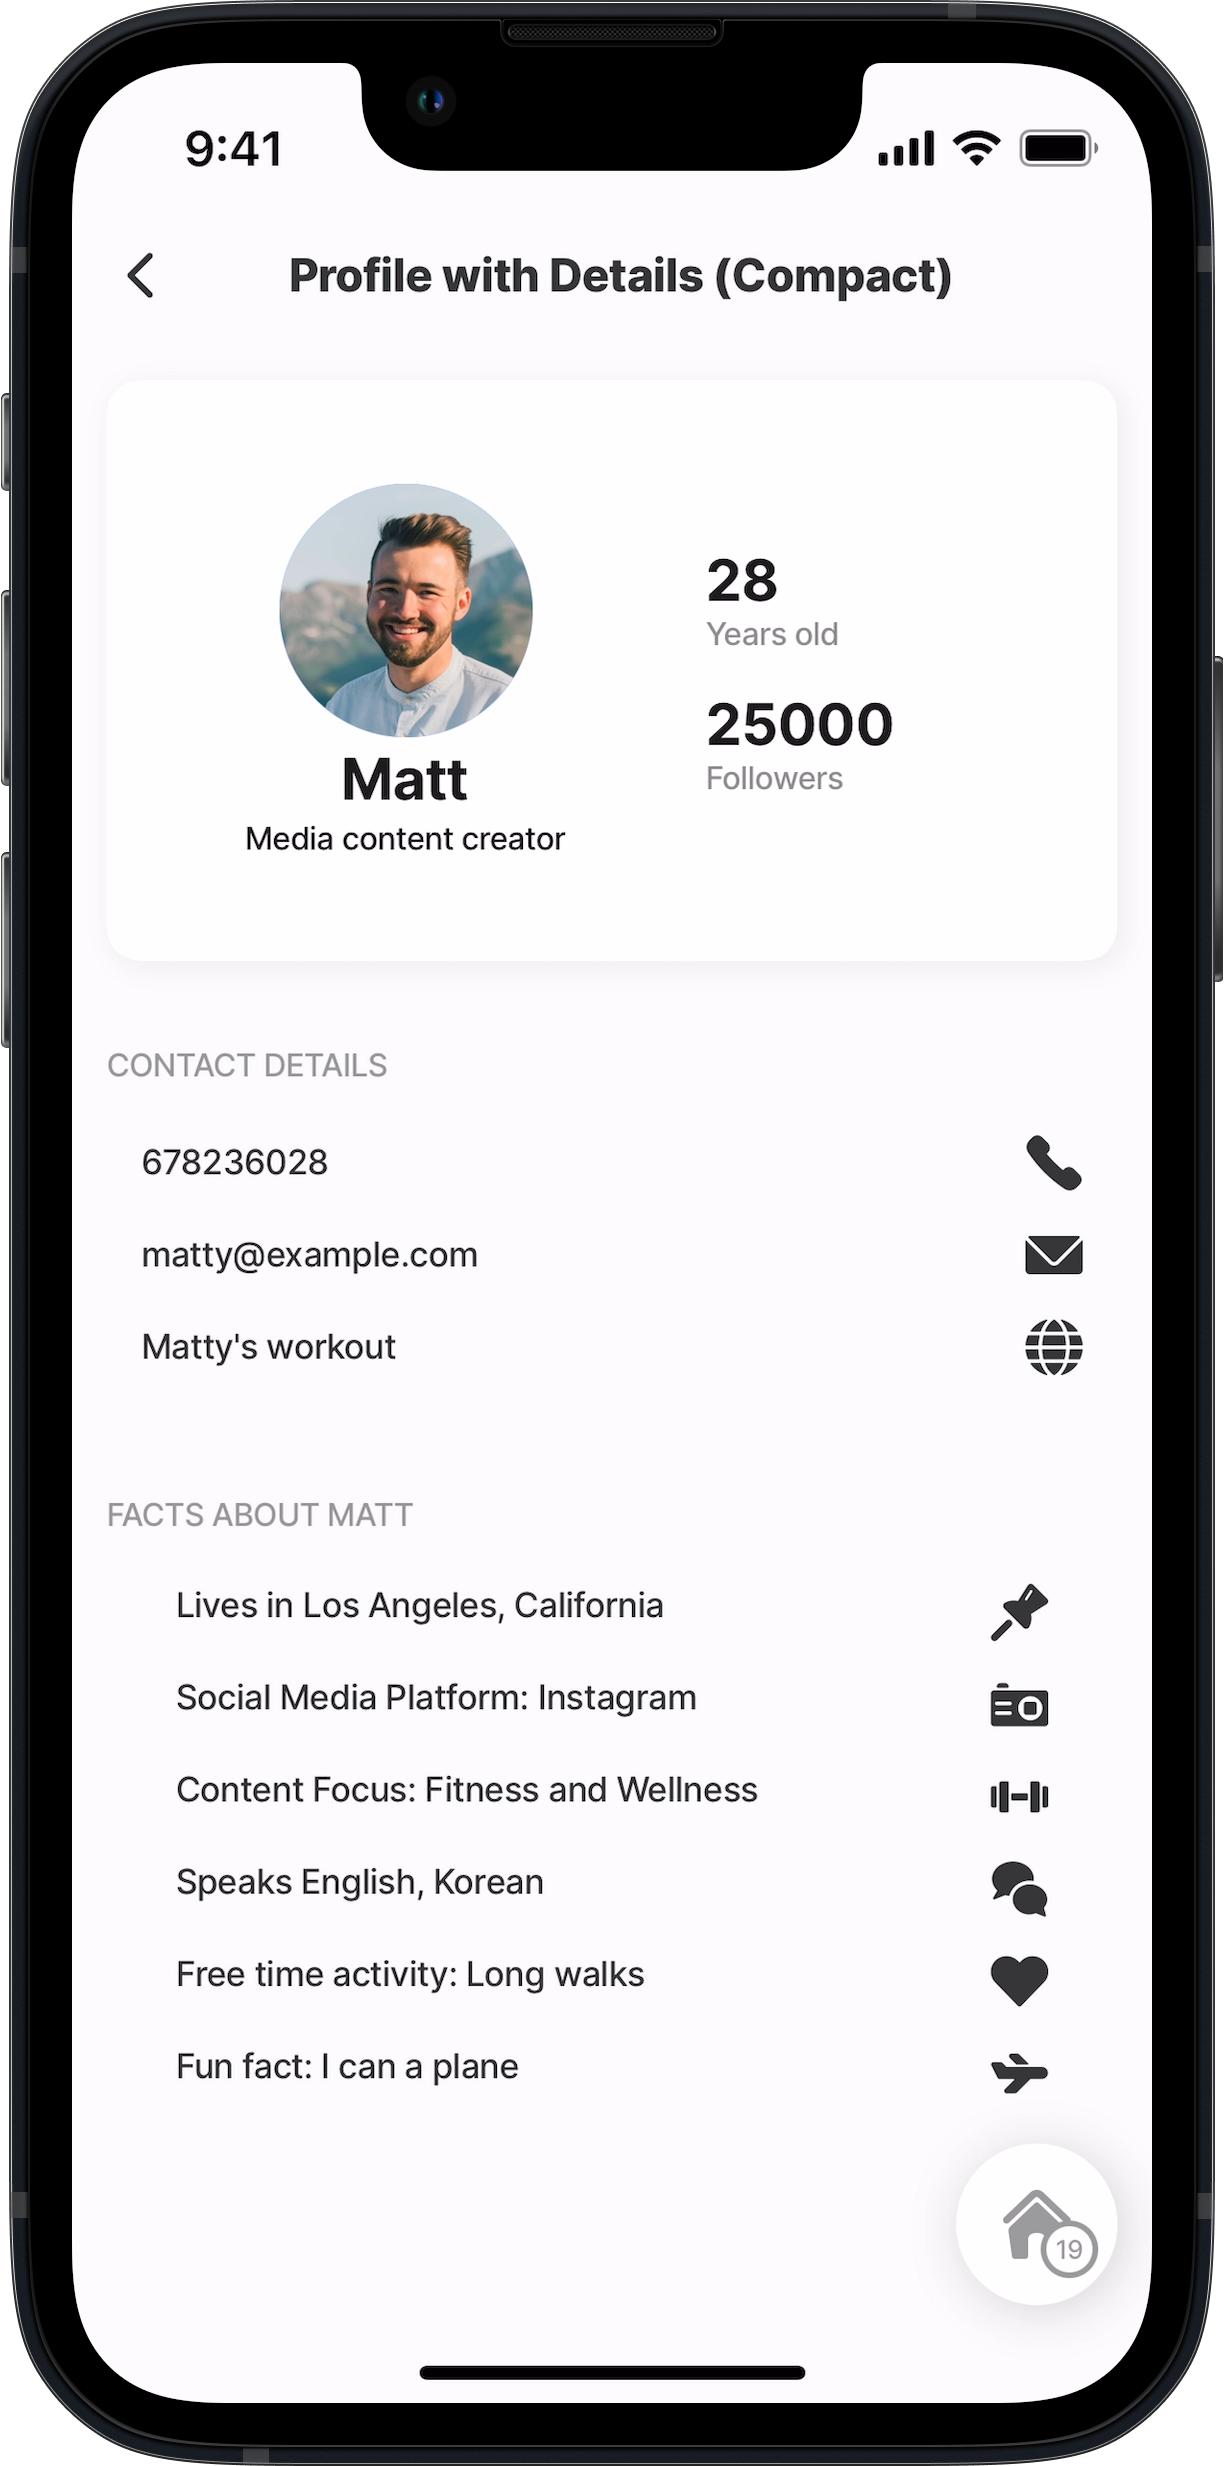 9:41
Profile with Details (Compact)
28
Years old
25000
Followers
Matt
Media content creator
CONTACT DETAILS
678236028
matty@example.com
Matty's workout
FACTS ABOUT MATT
Lives in Los Angeles, California
Social Media Platform: Instagram
Content Focus: Fitness and Wellness
Speaks English, Korean
Free time activity: Long walks
Fun fact: I can a plane
19